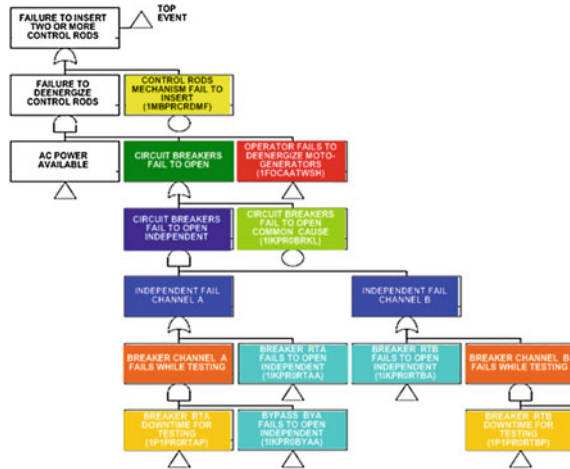 FAILURE TO INSERT
TWO OR MORE
CONTROL RODS
TOP
EVENT
FAILURE TO
DEENERGIZE
CONTROL RODS
CONTROL RODS
MECHANISM FAIL TO
INSERT
(1MBPRCRDMF)
AC POWER
AVAILABLE
CIRCUIT BREAKERS
FAIL TO OPEN
OPERATOR FAILS TO
DEENERGIZE MOTO-
GENERATORS
(1FOCAATWSH)
CIRCUIT BREAKERS
FAIL TO OPEN
INDEPENDENT
CIRCUIT BREAKERS
FAIL TO OPEN
COMMON CAUSE
(1IKPR0BRKL)
INDEPENDENT FAIL
CHANNEL A
INDEPENDENT FAIL
CHANNEL B
BREAKER CHANNEL A
FAILS WHILE TESTING
BREAKER RTA
FAILS TO OPEN
INDEPENDENT
(1IKPR0RTAA)
BREAKER RTB
FAILS TO OPEN
INDEPENDENT
(1IKPR0RTBA)
BREAKER CHANNEL B
FAILS WHILE TESTING
BREAKER RTA
DOWNTIME FOR
TESTING
(1P1PR0RTAP)
BYPASS BYA
FAILS TO OPEN
INDEPENDENT
(1IKPR0BYAA)
BREAKER RTB
DOWNTIME FOR
TESTING
(1P1PR0RTBP)